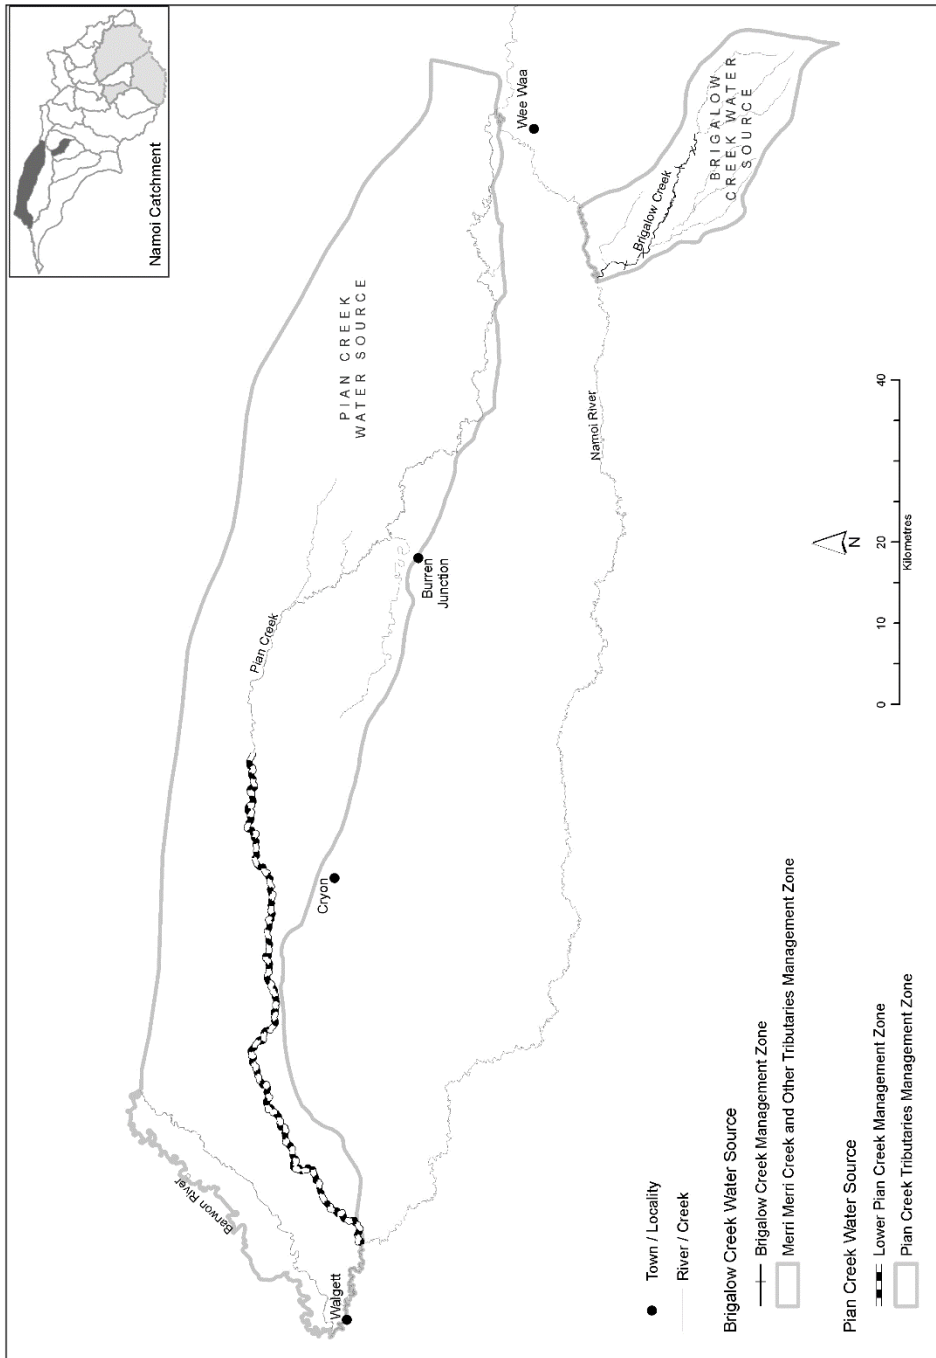 Namoi Catchment
Wee Waa
BRIGALOW
CREEK WATER
SOURCE
Brigalow Creek
PIAN CREEK
WATER SOURCE
Namoi River
Burren
Junction
Pian Creek
Cryon
Barwon River
Walgett
N
0 10 20 40
Kilometres
Town / Locality
River / Creek
Brigalow Creek Water Source
Brigalow Creek Management Zone
Merri Merri Creek and Other Tributaries Management Zone
Pian Creek Water Source
Lower Pian Creek Management Zone
Pian Creek Tributaries Management Zone